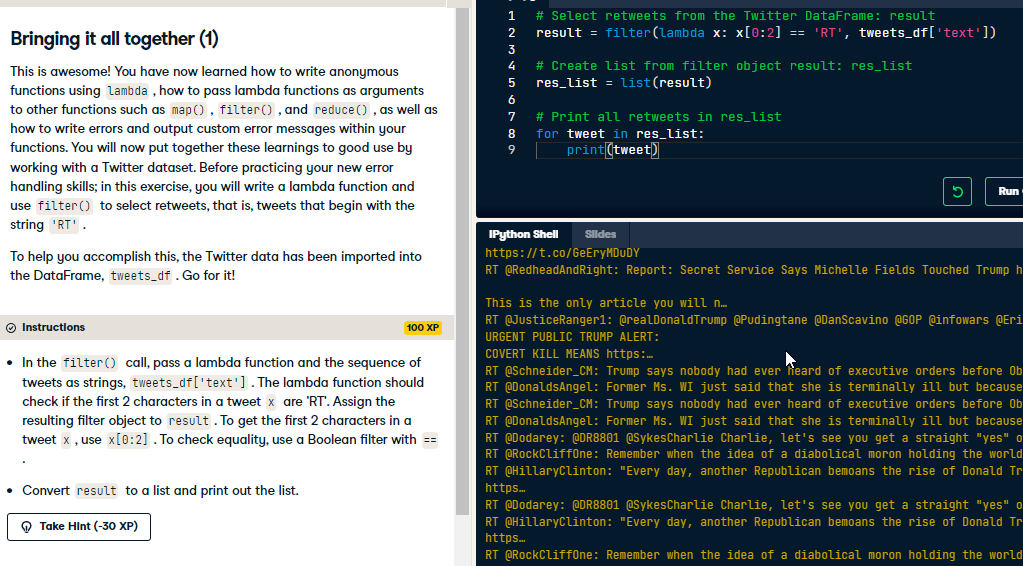 Bringing it all together (1)
This is awesome! You have now learned how to write anonymous
functions using lambda , how to pass lambda functions as arguments
to other functions such as map() , filter() , and reduce() , as well as
how to write errors and output custom error messages within your
functions. You will now put together these learnings to good use by
working with a Twitter dataset. Before practicing your new error
handling skills; in this exercise, you will write a lambda function and
use filter() to select retweets, that is, tweets that begin with the
string 'RT' .
To help you accomplish this, the Twitter data has been imported into
the DataFrame, tweets_df . Go for it!
Instructions
100 XP
• In the filter() call, pass a lambda function and the sequence of
tweets as strings, tweets_df['text'] . The lambda function should
check if the first 2 characters in a tweet x are 'RT'. Assign the
resulting filter object to result . To get the first 2 characters in a
tweet x , use x[0:2] . To check equality, use a Boolean filter with ==
.
• Convert result to a list and print out the list.
Take Hint (-30 XP)
1 # Select retweets from the Twitter DataFrame: result
2 result = filter(lambda x: x[0:2] == 'RT', tweets_df['text'])
3
4 # Create list from filter object result: res_list
5 res_list = list(result)
6
7 # Print all retweets in res_list
8 for tweet in res_list:
9     print(tweet)
Run
IPython Shell
Slides
https://t.co/GeEryMDuDY
RT @RedheadAndRight: Report: Secret Service Says Michelle Fields Touched Trump h
This is the only article you will n…
RT @JusticeRanger1: @realDonaldTrump @Pudingtane @DanScavino @GOP @infowars @Eri
URGENT PUBLIC TRUMP ALERT:
COVERT KILL MEANS https:…
RT @Schneider_CM: Trump says nobody had ever heard of executive orders before Ob
RT @DonaldsAngel: Former Ms. WI just said that she is terminally ill but because
RT @Schneider_CM: Trump says nobody had ever heard of executive orders before Ob
RT @DonaldsAngel: Former Ms. WI just said that she is terminally ill but because
RT @Dodarey: @DR8801 @SykesCharlie Charlie, let's see you get a straight "yes" o
RT @RockCliffOne: Remember when the idea of a diabolical moron holding the world
RT @HillaryClinton: "Every day, another Republican bemoans the rise of Donald Tr
https…
RT @Dodarey: @DR8801 @SykesCharlie Charlie, let's see you get a straight "yes" o
RT @HillaryClinton: "Every day, another Republican bemoans the rise of Donald Tr
https…
RT @RockCliffOne: Remember when the idea of a diabolical moron holding the world